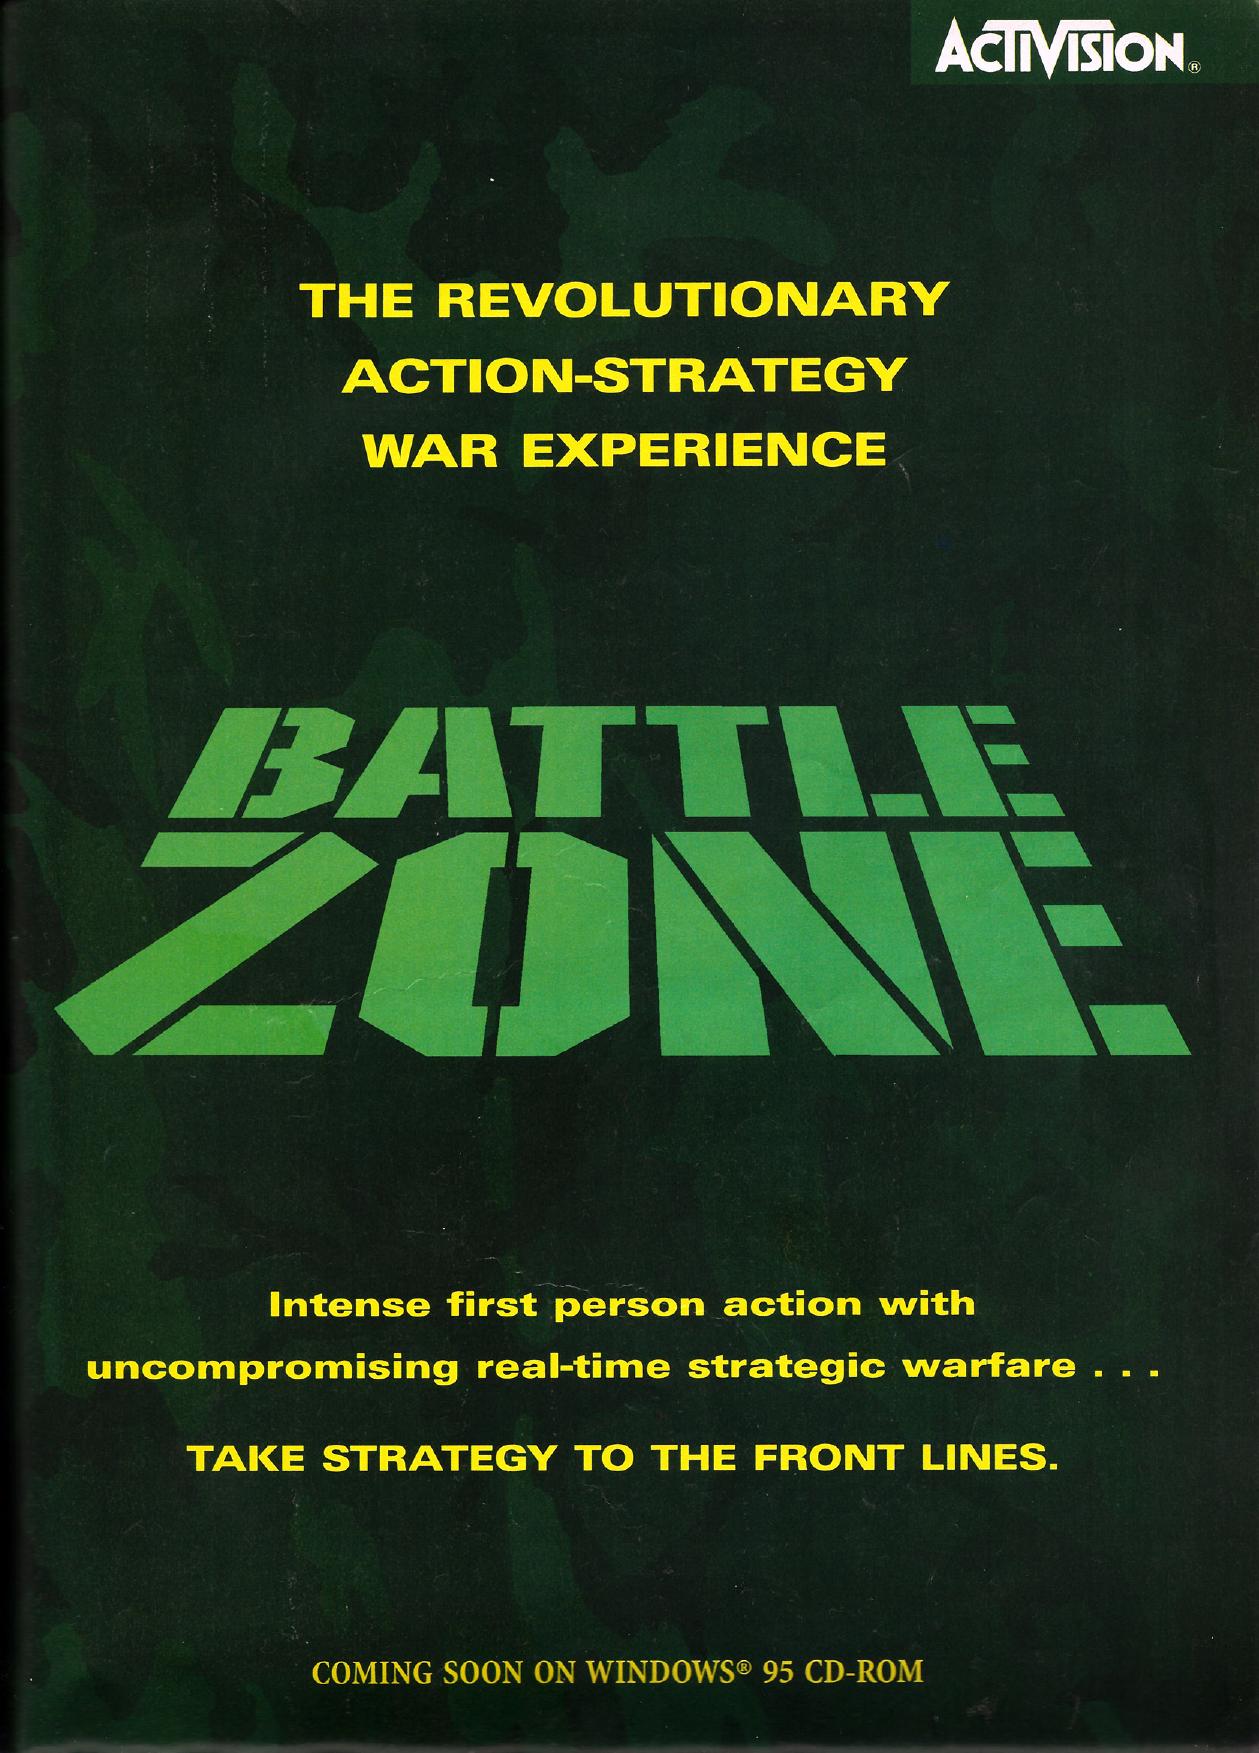 ACTIVISION®
THE REVOLUTIONARY
ACTION-STRATEGY
WAR EXPERIENCE
BATTLE
ZONE
Intense first person action with
uncompromising real-time strategic warfare . . .
TAKE STRATEGY TO THE FRONT LINES.
COMING SOON ON WINDOWS® 95 CD-ROM